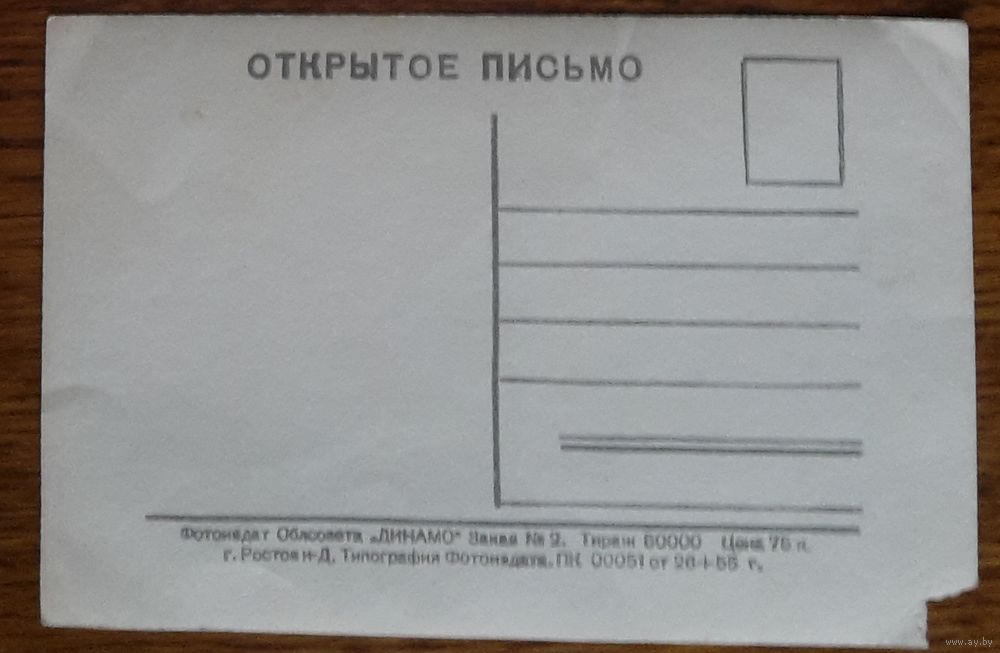 ОТКРЫТОЕ ПИСЬМО
Фотоиздат Облсовета „ДИНАМО“ Заказ № 2. Тираж 60000 Цена 75 к.
г. Ростов н-Д. Типография Фотоиздата. ПК 00051 от 26-I-55 г.
www.ay.by